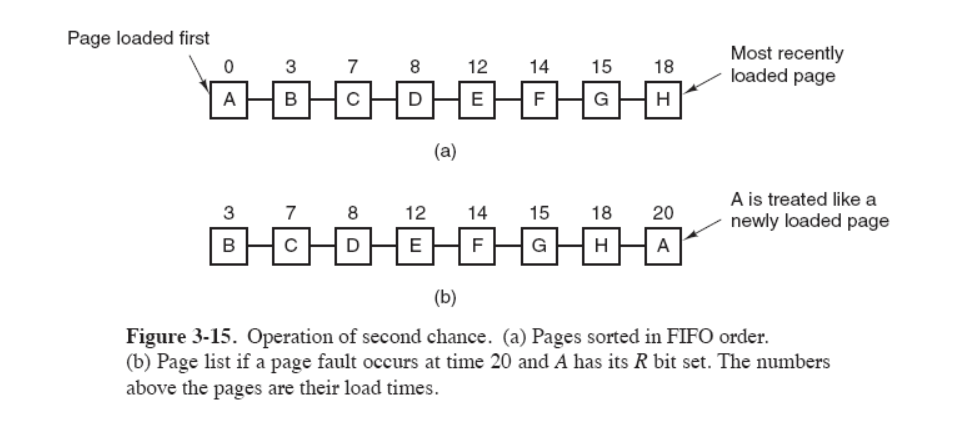 Page loaded first
0 3 7 8 12 14 15 18
A B C D E F G H
Most recently
loaded page
(a)
3 7 8 12 14 15 18 20
B C D E F G H A
A is treated like a
newly loaded page
(b)
Figure 3-15. Operation of second chance. (a) Pages sorted in FIFO order.
(b) Page list if a page fault occurs at time 20 and A has its R bit set. The numbers
above the pages are their load times.